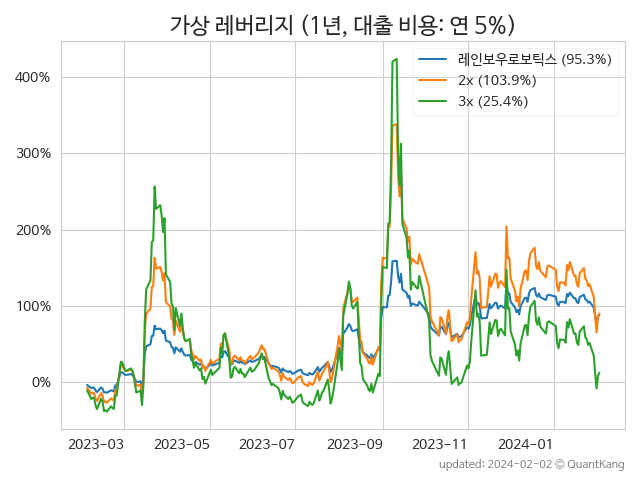 가상 레버리지 (1년, 대출 비용: 연 5%)
레인보우로보틱스 (95.3%)
2x (103.9%)
3x (25.4%)
400%
300%
200%
100%
0%
2023-03 2023-05 2023-07 2023-09 2023-11 2024-01
updated: 2024-02-02 © QuantKang